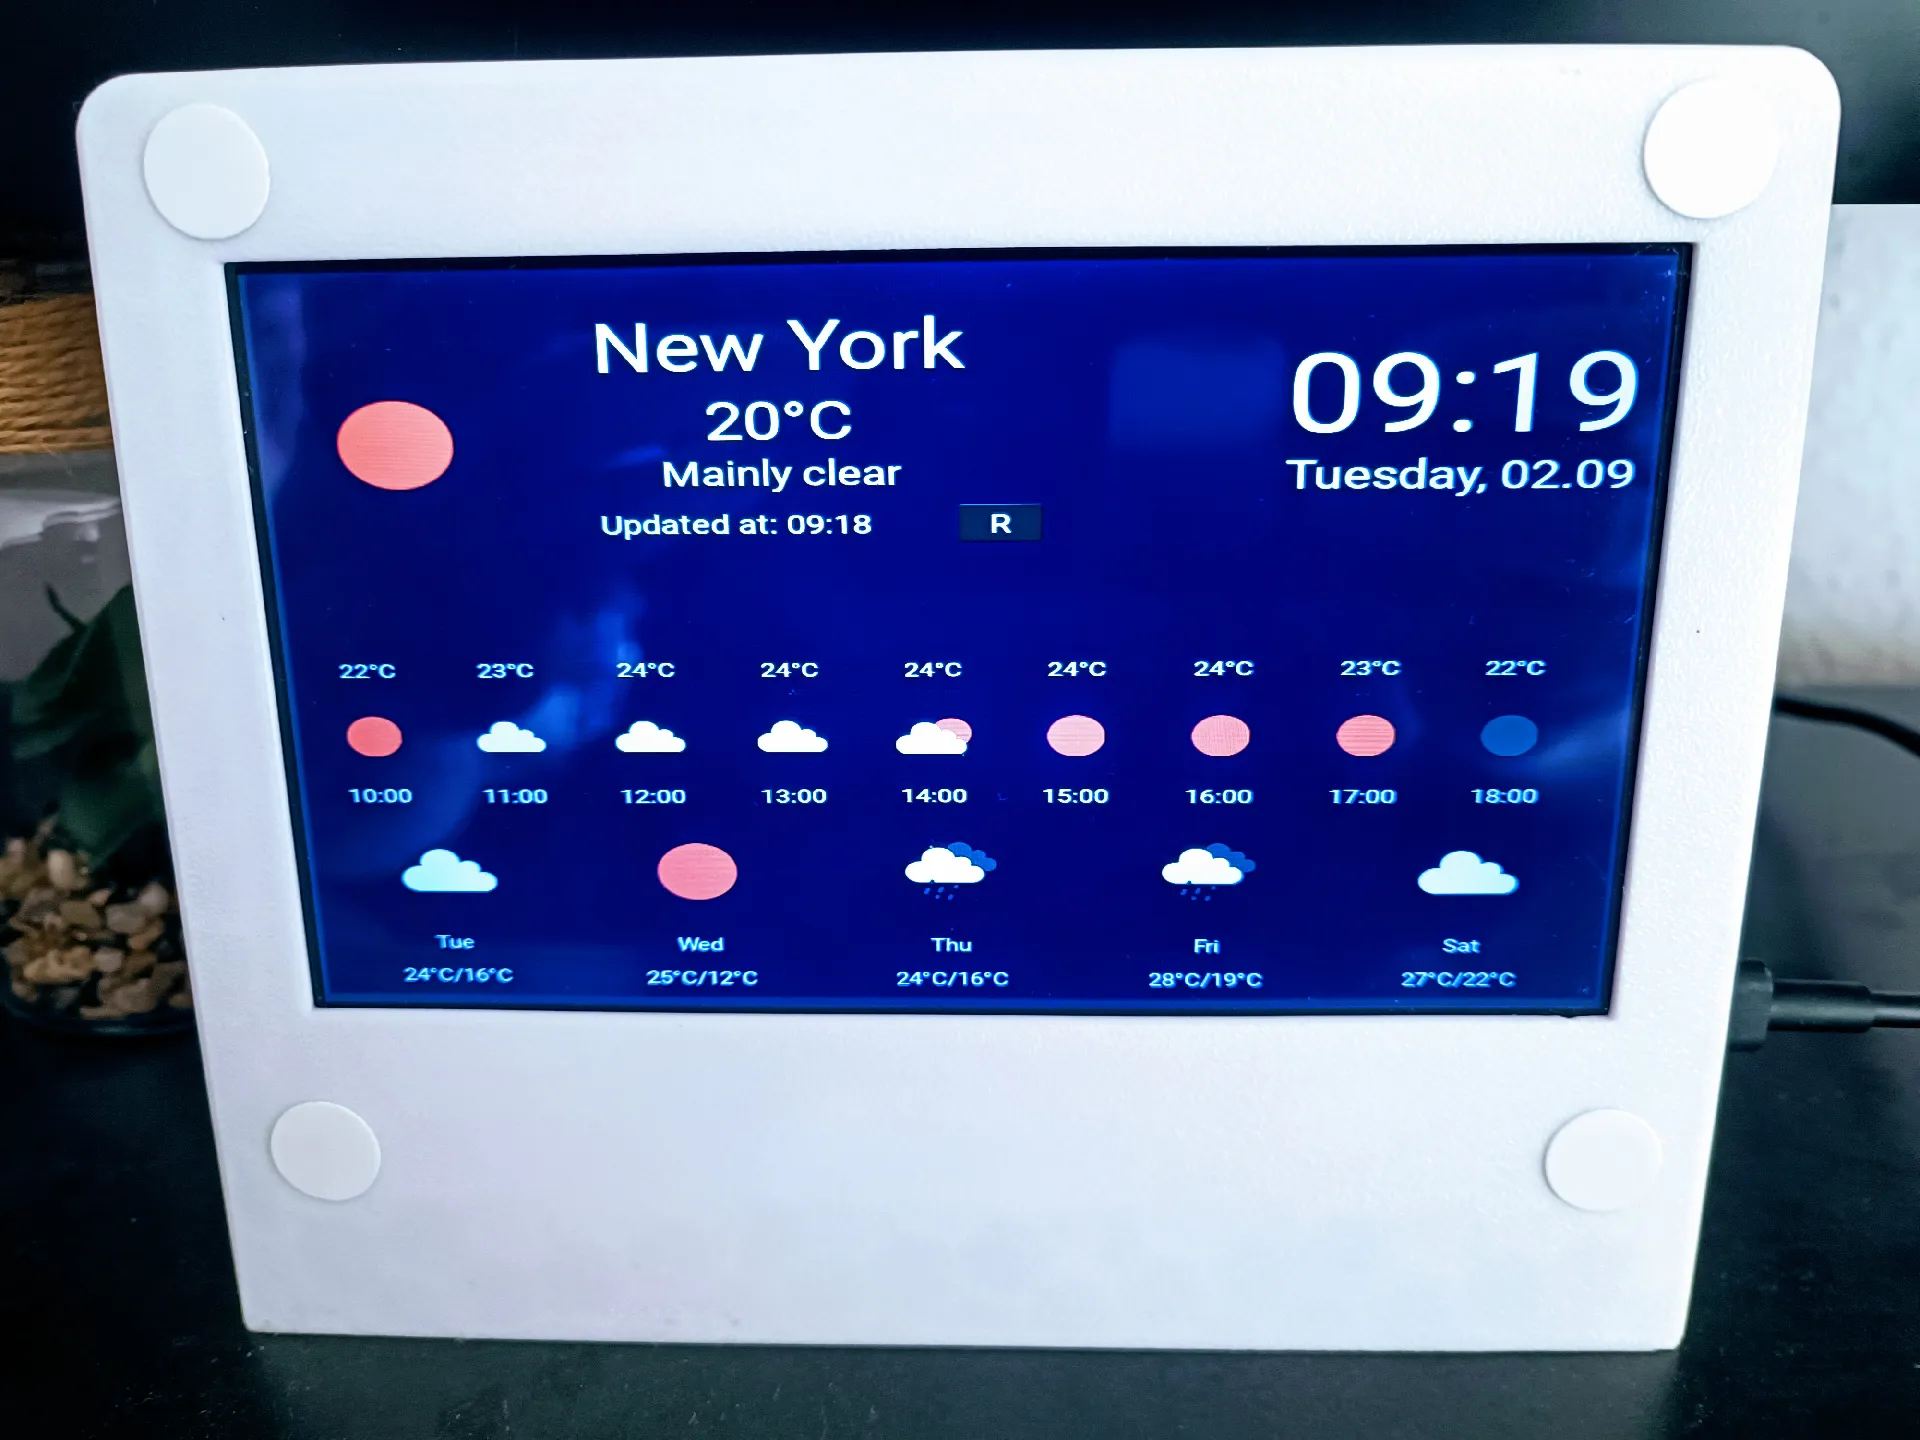 New York
20°C
Mainly clear
Updated at: 09:18
R
09:19
Tuesday, 02.09
22°C 23°C 24°C 24°C 24°C 24°C 24°C 23°C 22°C
10:00 11:00 12:00 13:00 14:00 15:00 16:00 17:00 18:00
Tue Wed Thu Fri Sat
24°C/16°C 25°C/12°C 24°C/16°C 28°C/19°C 27°C/22°C